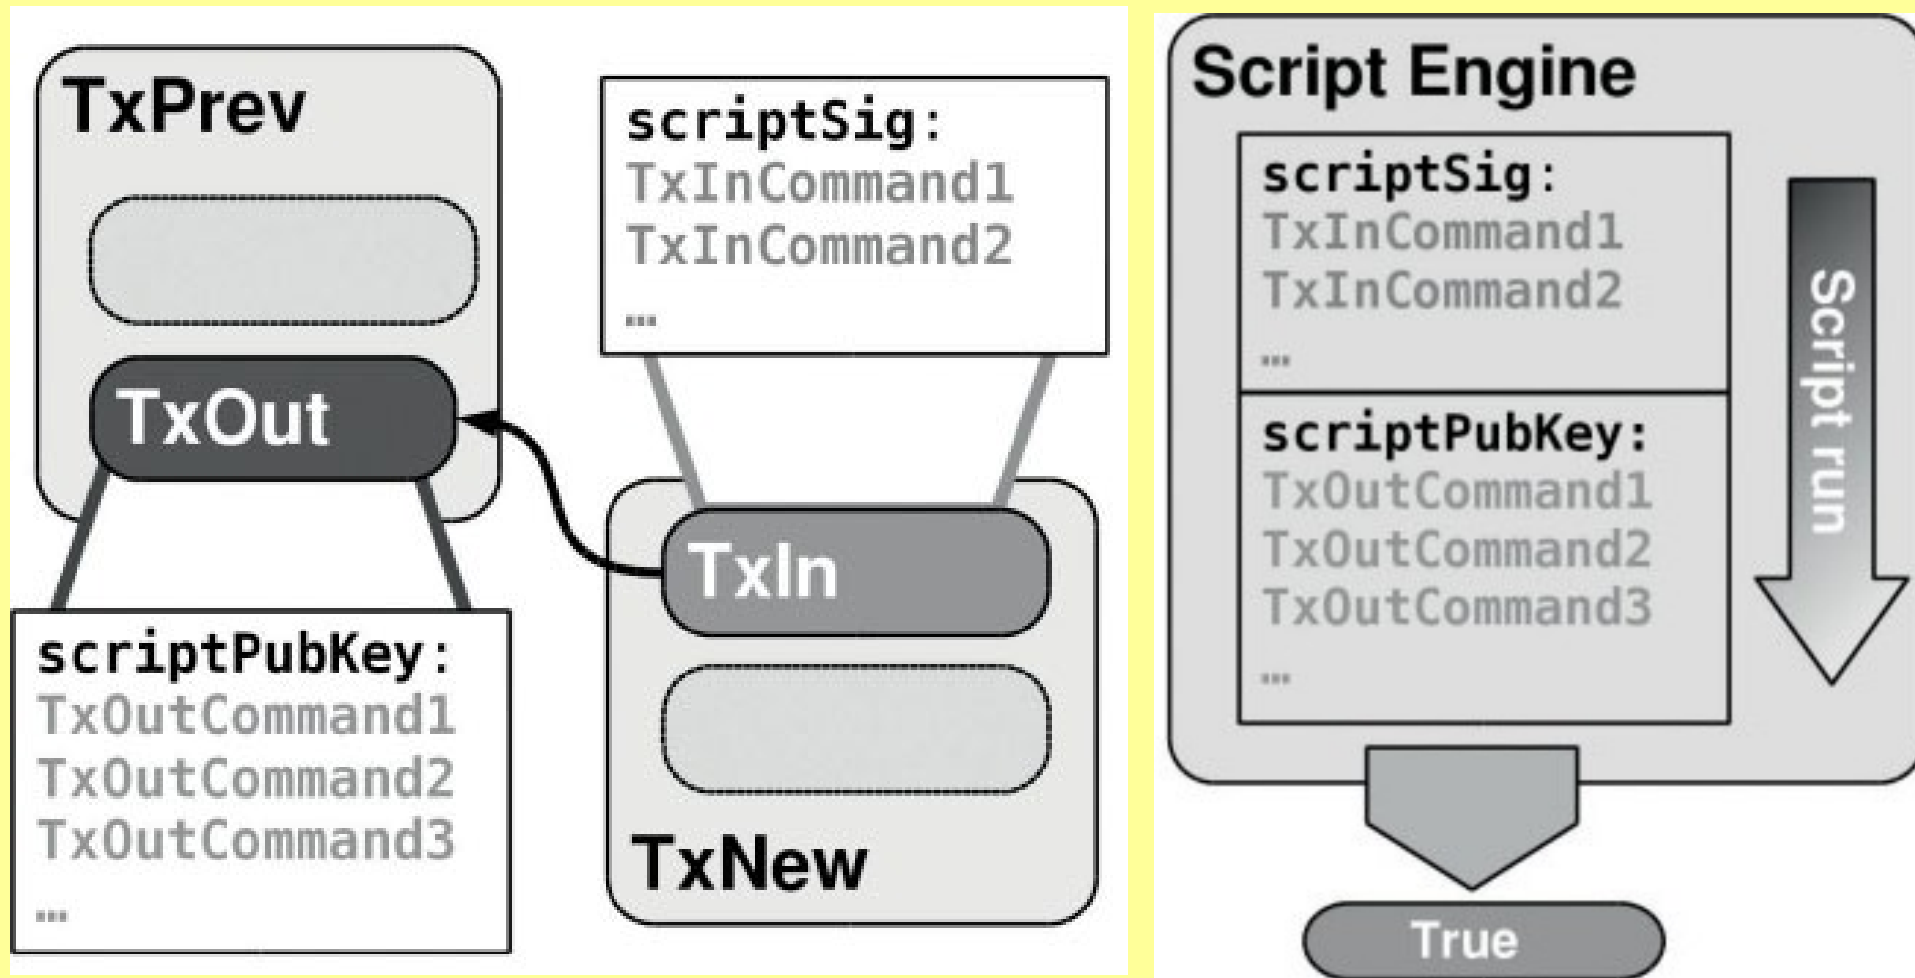 TxPrev
TxOut
scriptPubKey:
TxOutCommand1
TxOutCommand2
TxOutCommand3
...
scriptSig:
TxInCommand1
TxInCommand2
...
TxIn
TxNew
Script Engine
scriptSig:
TxInCommand1
TxInCommand2
...
scriptPubKey:
TxOutCommand1
TxOutCommand2
TxOutCommand3
...
Script run
True